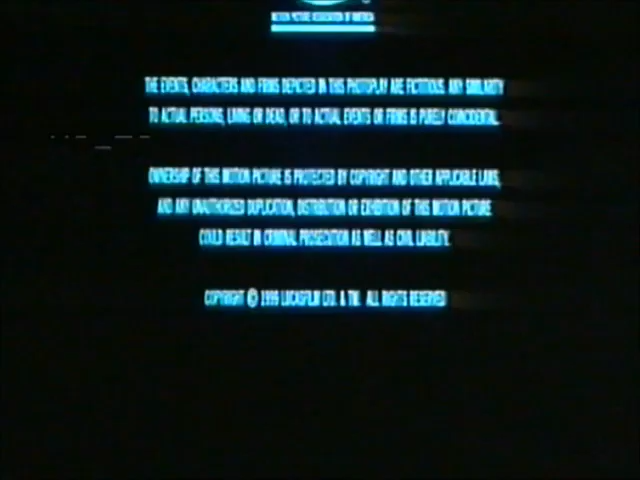 MOTION PICTURE ASSOCIATION OF AMERICA
THE EVENTS, CHARACTERS AND FIRMS DEPICTED IN THIS PHOTOPLAY ARE FICTITIOUS. ANY SIMILARITY
TO ACTUAL PERSONS, LIVING OR DEAD, OR TO ACTUAL EVENTS OR FIRMS IS PURELY COINCIDENTAL.
OWNERSHIP OF THIS MOTION PICTURE IS PROTECTED BY COPYRIGHT AND OTHER APPLICABLE LAWS,
AND ANY UNAUTHORIZED DUPLICATION, DISTRIBUTION OR EXHIBITION OF THIS MOTION PICTURE
COULD RESULT IN CRIMINAL PROSECUTION AS WELL AS CIVIL LIABILITY.
COPYRIGHT © 1999 LUCASFILM LTD. & TM. ALL RIGHTS RESERVED